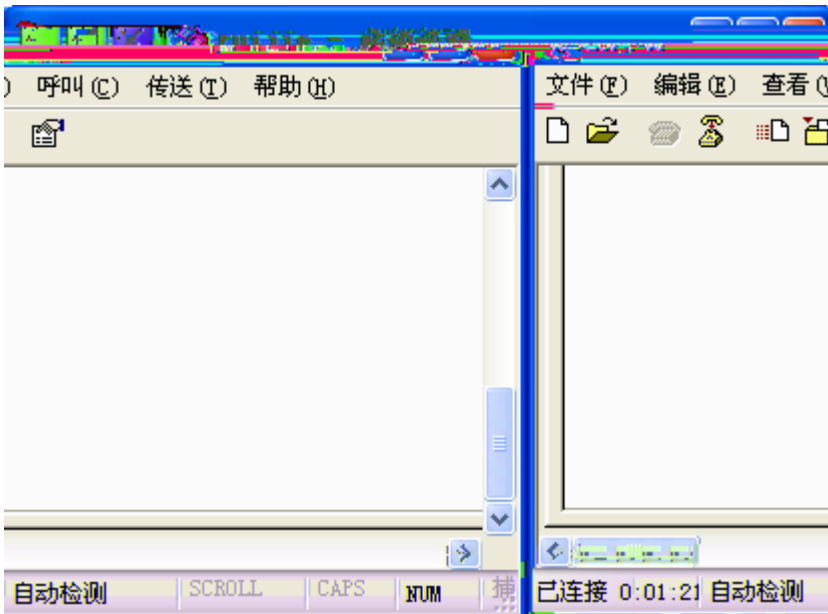 呼叫(C) 传送(T) 帮助(H)
文件(F) 编辑(E) 查看(V
自动检测 SCROLL CAPS NUM 捕
已连接 0:01:21 自动检测